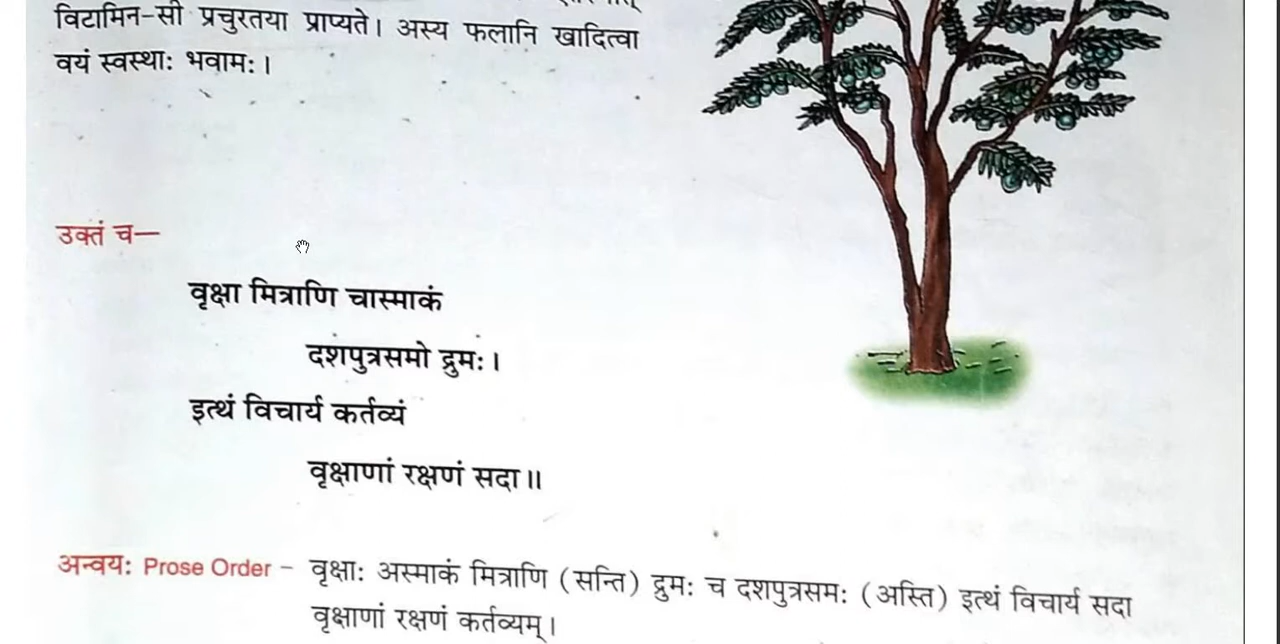 विटामिन-सी प्रचुरतया प्राप्यते। अस्य फलानि खादित्वा
वयं स्वस्थाः भवामः।
उक्तं च—
वृक्षा मित्राणि चास्माकं
दशपुत्रसमो द्रुमः।
इत्थं विचार्य कर्तव्यं
वृक्षाणां रक्षणं सदा॥
अन्वयः Prose Order – वृक्षाः अस्माकं मित्राणि (सन्ति) द्रुमः च दशपुत्रसमः (अस्ति) इत्थं विचार्य सदा
वृक्षाणां रक्षणं कर्तव्यम्।